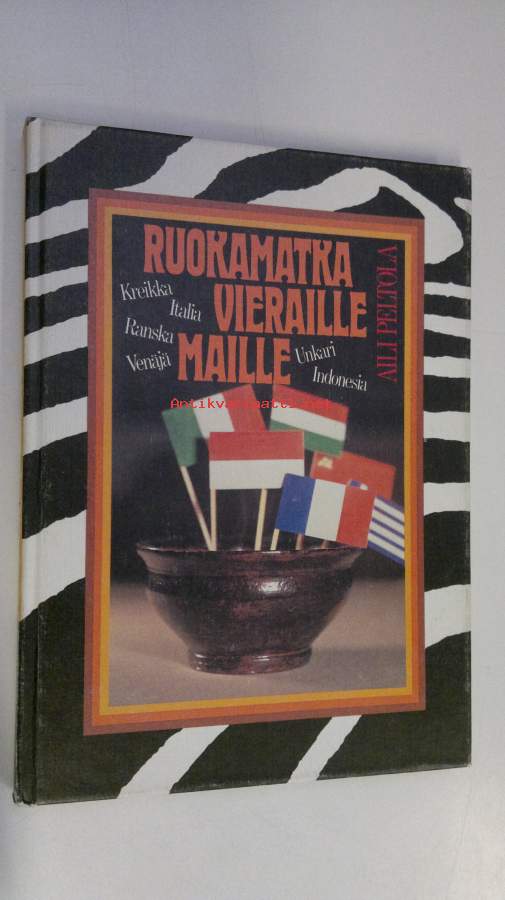 RUOKAMATKA
VIERAILLE
MAILLE
Kreikka
Italia
Ranska
Venäjä
Unkari
Indonesia
AILI PELTOLA